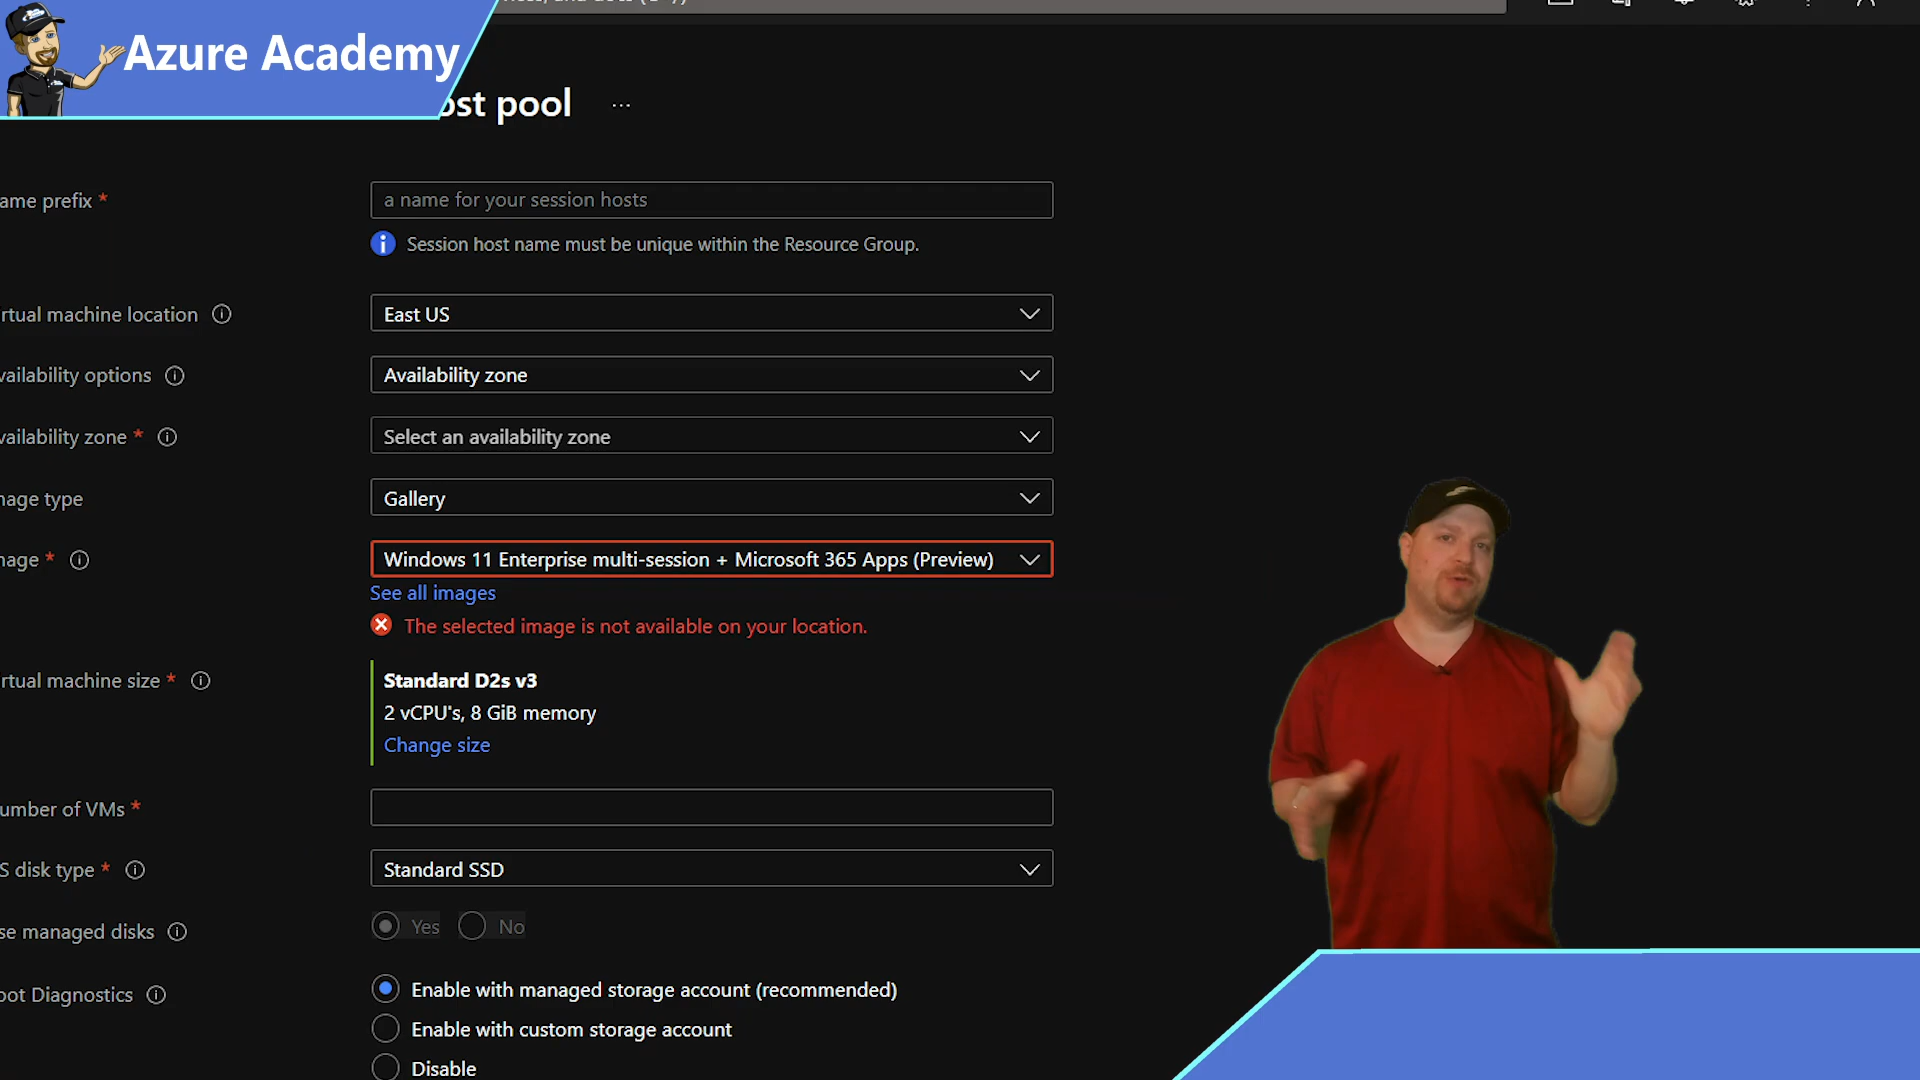 Azure Academy
ost pool
ame prefix *
a name for your session hosts
Session host name must be unique within the Resource Group.
rtual machine location
East US
vailability options
Availability zone
vailability zone *
Select an availability zone
nage type
Gallery
nage *
Windows 11 Enterprise multi-session + Microsoft 365 Apps (Preview)
See all images
The selected image is not available on your location.
rtual machine size *
Standard D2s v3
2 vCPU's, 8 GiB memory
Change size
umber of VMs *
S disk type *
Standard SSD
se managed disks
Yes No
oot Diagnostics
Enable with managed storage account (recommended)
Enable with custom storage account
Disable